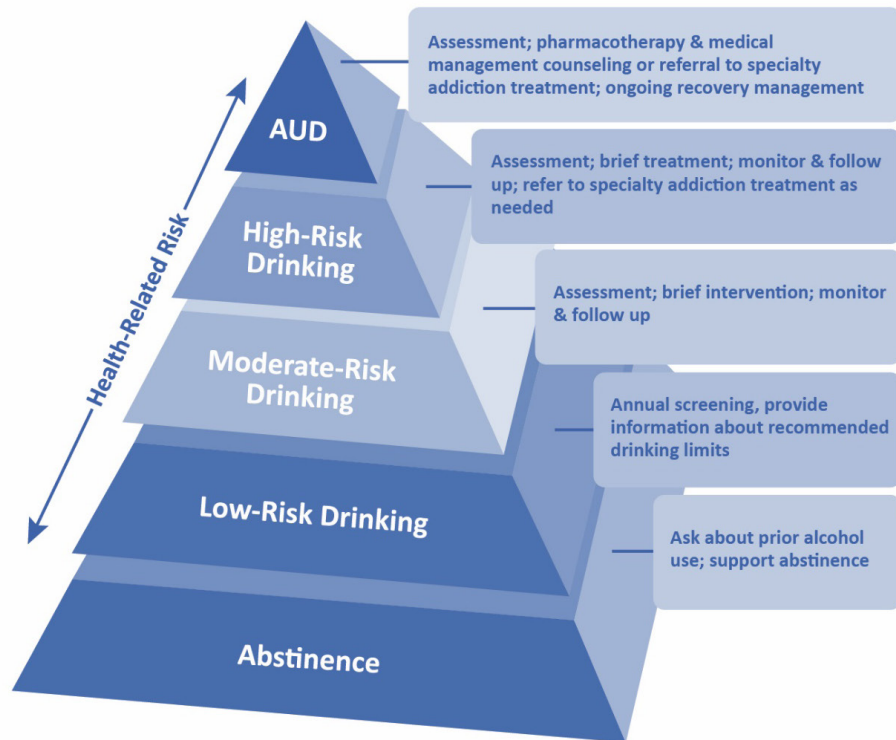 Assessment; pharmacotherapy & medical
management counseling or referral to specialty
addiction treatment; ongoing recovery management
AUD
Assessment; brief treatment; monitor & follow
up; refer to specialty addiction treatment as
needed
High-Risk
Drinking
Health-Related Risk
Assessment; brief intervention; monitor
& follow up
Moderate-Risk
Drinking
Annual screening, provide
information about recommended
drinking limits
Low-Risk Drinking
Ask about prior alcohol
use; support abstinence
Abstinence